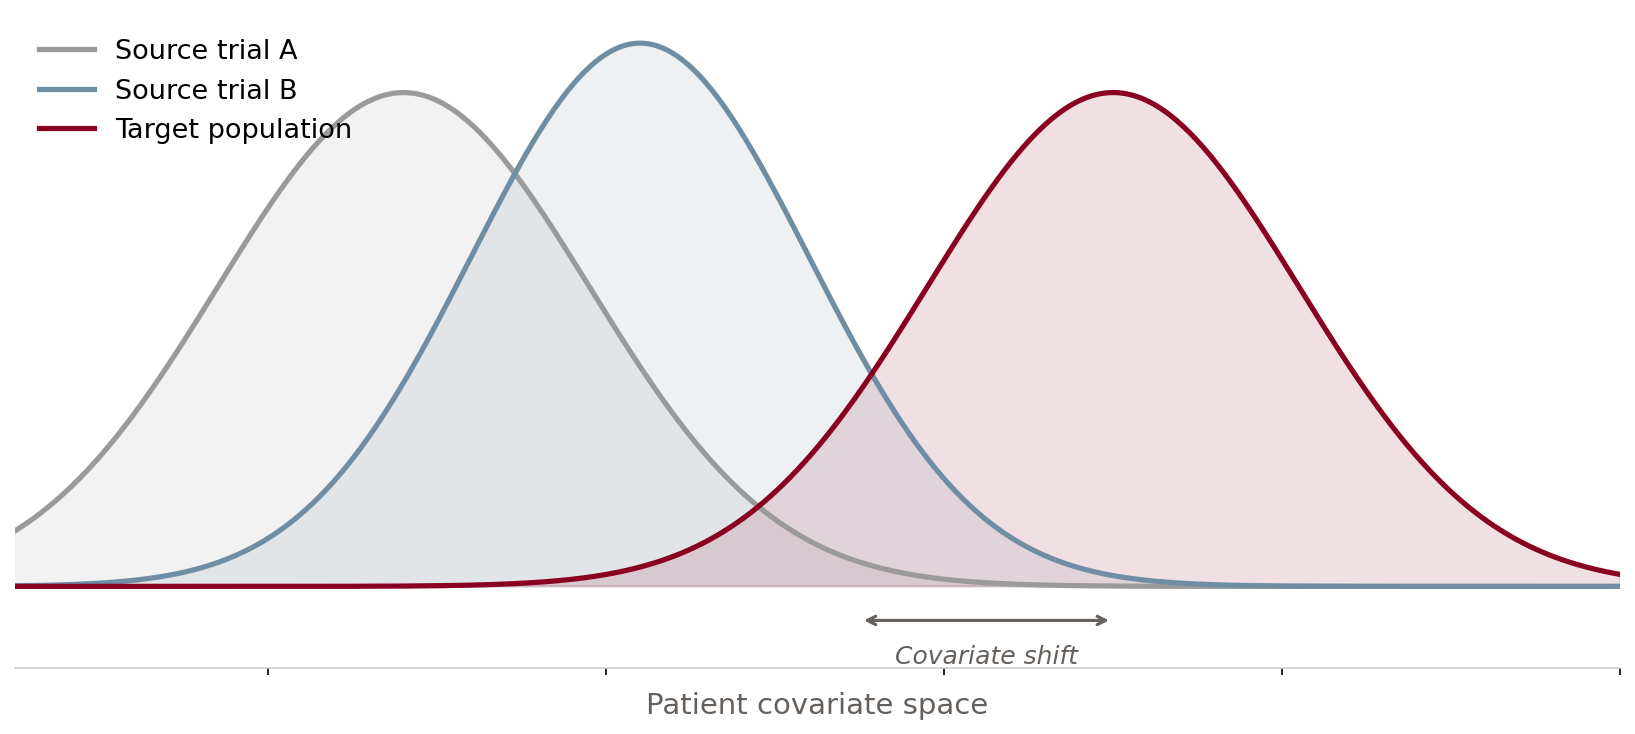 Source trial A
Source trial B
Target population
Covariate shift
Patient covariate space